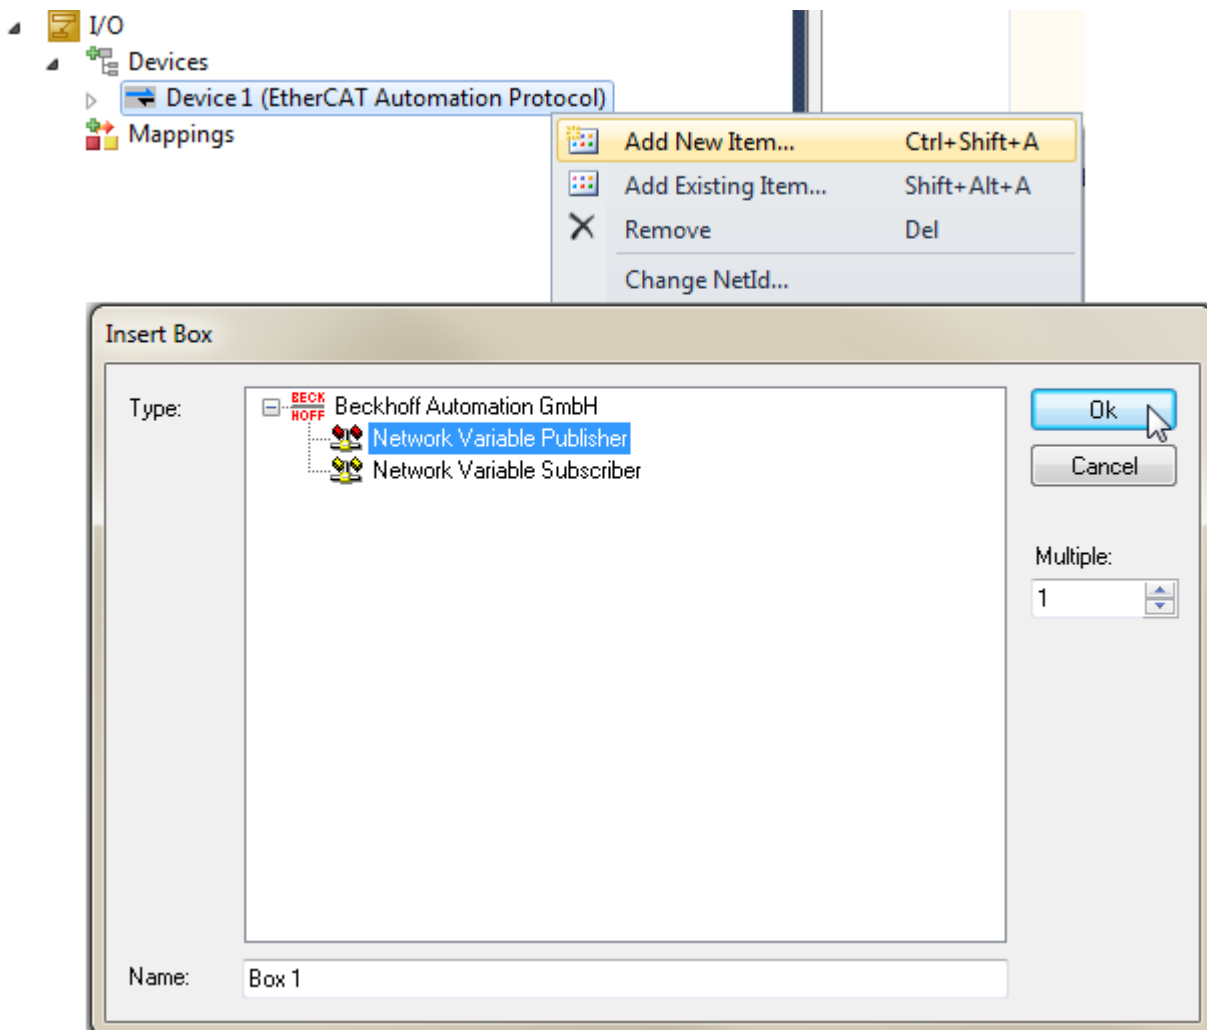 I/O
Devices
Device 1 (EtherCAT Automation Protocol)
Mappings
Add New Item... Ctrl+Shift+A
Add Existing Item... Shift+Alt+A
Remove Del
Change NetId...
Insert Box
Type:
BECK
HOFF
Beckhoff Automation GmbH
Network Variable Publisher
Network Variable Subscriber
Ok
Cancel
Multiple:
1
Name:
Box 1